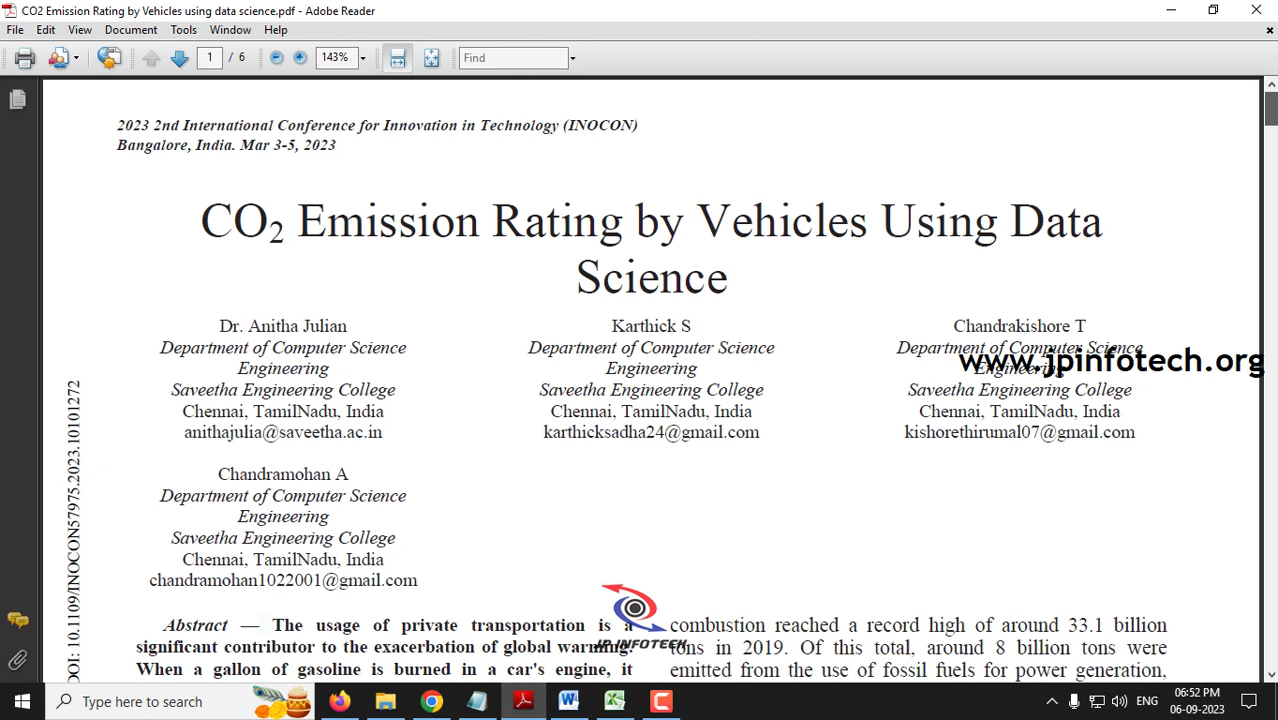 CO2 Emission Rating by Vehicles using data science.pdf - Adobe Reader
File Edit View Document Tools Window Help
1 / 6 143% Find
2023 2nd International Conference for Innovation in Technology (INOCON)
Bangalore, India. Mar 3-5, 2023
CO2 Emission Rating by Vehicles Using Data
Science
Dr. Anitha Julian
Department of Computer Science
Engineering
Saveetha Engineering College
Chennai, TamilNadu, India
anithajulia@saveetha.ac.in
Karthick S
Department of Computer Science
Engineering
Saveetha Engineering College
Chennai, TamilNadu, India
karthicksadha24@gmail.com
Chandrakishore T
Department of Computer Science
Engineering
Saveetha Engineering College
Chennai, TamilNadu, India
kishorethirumal07@gmail.com
www.jpinfotech.org
Chandramohan A
Department of Computer Science
Engineering
Saveetha Engineering College
Chennai, TamilNadu, India
chandramohan1022001@gmail.com
DOI: 10.1109/INOCON57975.2023.10101272
Abstract — The usage of private transportation is a
significant contributor to the exacerbation of global warming.
When a gallon of gasoline is burned in a car's engine, it
JP INFOTECH
combustion reached a record high of around 33.1 billion
tons in 2019. Of this total, around 8 billion tons were
emitted from the use of fossil fuels for power generation,
Type here to search
ENG
06:52 PM
06-09-2023